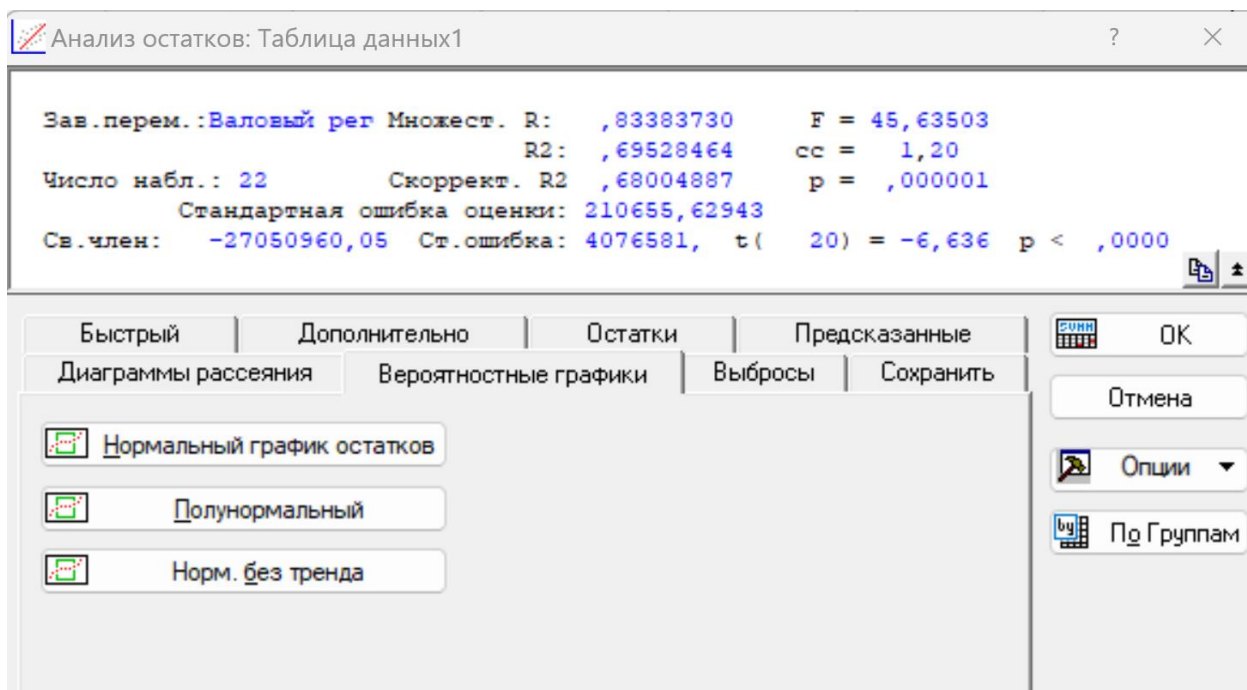 Анализ остатков: Таблица данных1 ?
Зав.перем.:Валовый рег Множест. R: ,83383730 F = 45,63503
R2: ,69528464 сс = 1,20
Число набл.: 22 Скоррект. R2 ,68004887 p = ,000001
Стандартная ошибка оценки: 210655,62943
Св.член: -27050960,05 Ст.ошибка: 4076581, t( 20) = -6,636 p < ,0000
Быстрый Дополнительно Остатки Предсказанные
Диаграммы рассеяния Вероятностные графики Выбросы Сохранить
Нормальный график остатков
Полунормальный
Норм. без тренда
SUMM OK
Отмена
Опции
by По Группам